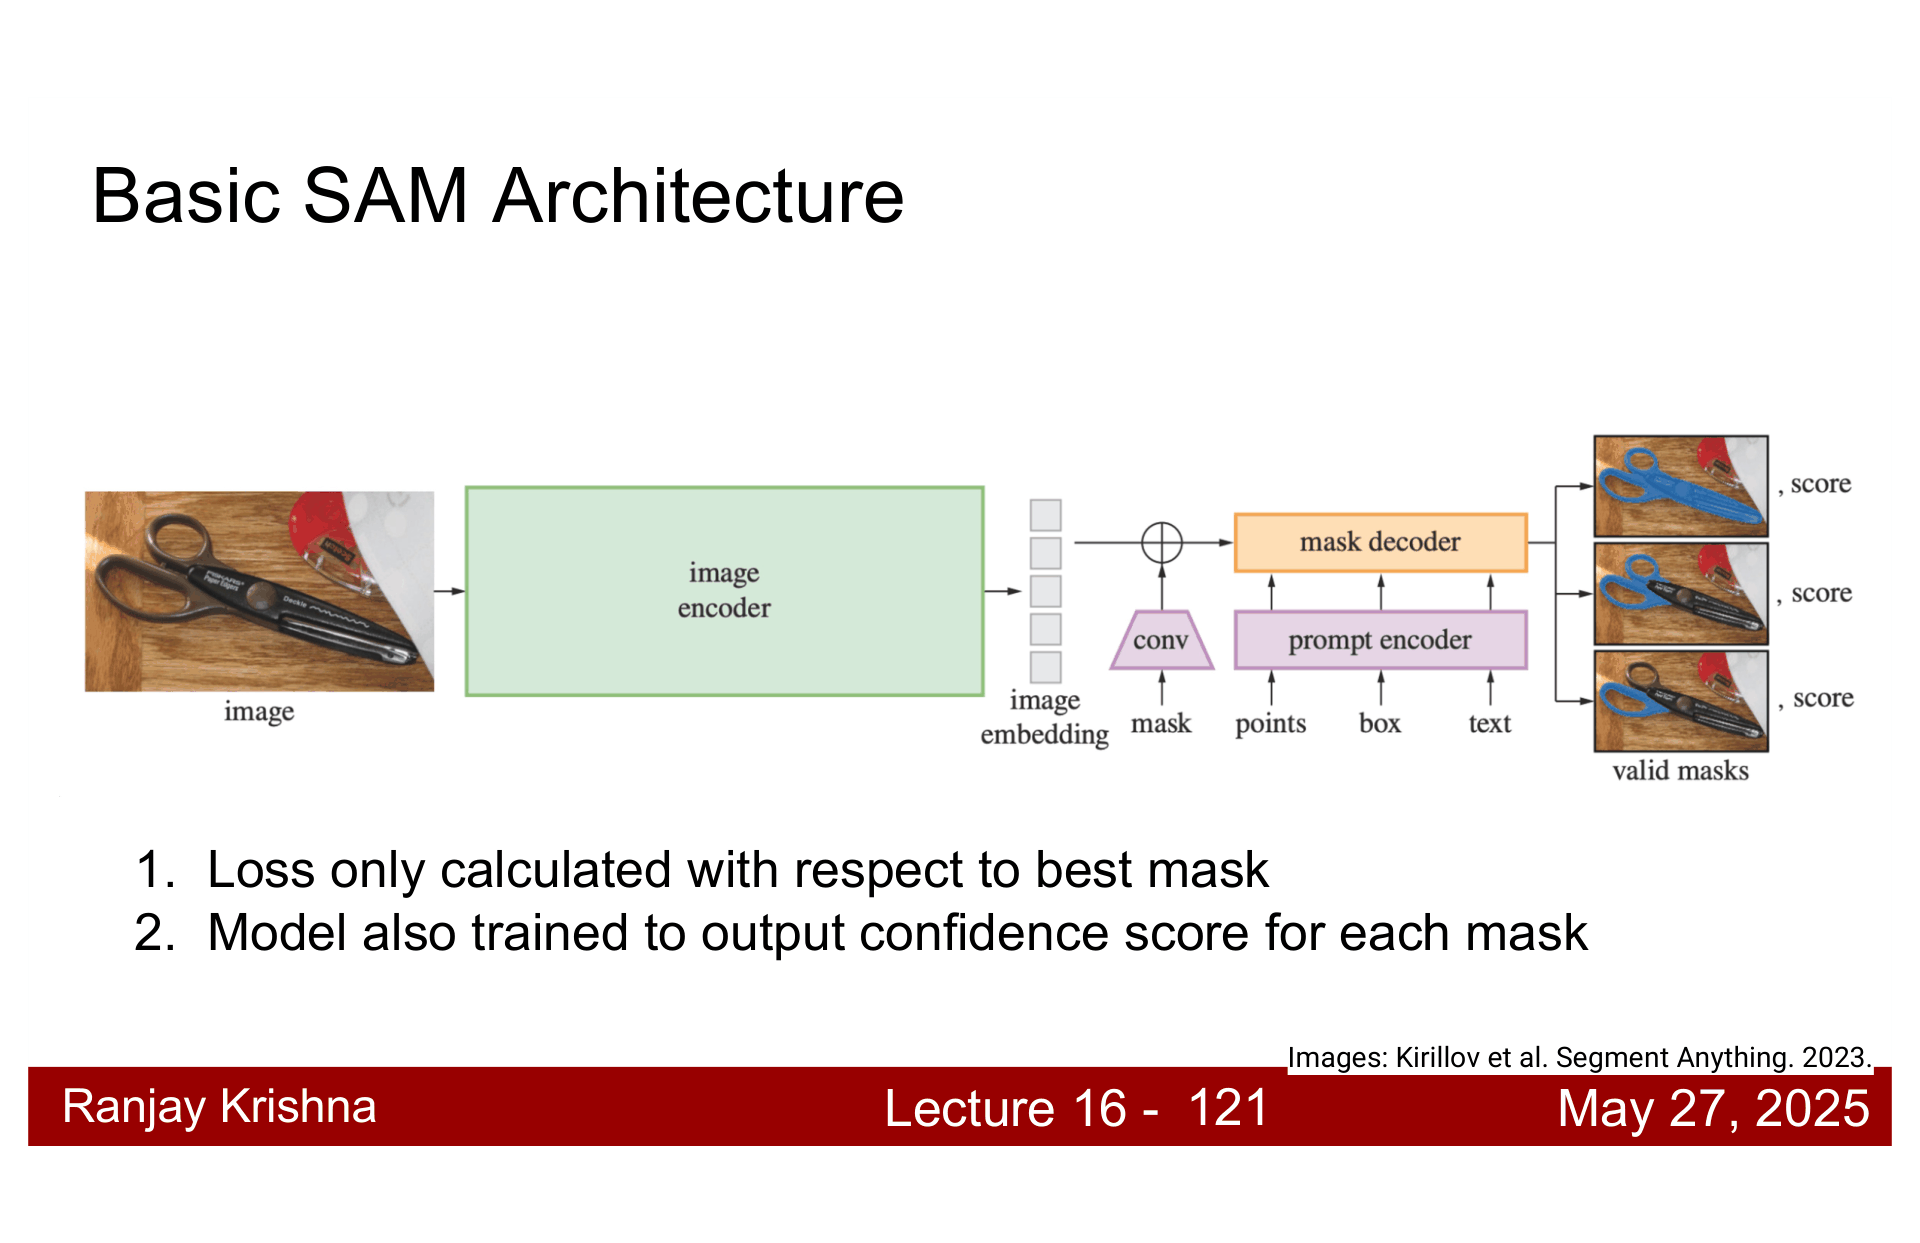 Basic SAM Architecture
image
image
encoder
image
embedding
conv
mask
mask decoder
prompt encoder
points
box
text
, score
, score
, score
valid masks
1. Loss only calculated with respect to best mask
2. Model also trained to output confidence score for each mask
Images: Kirillov et al. Segment Anything. 2023.
Ranjay Krishna
Lecture 16 - 121
May 27, 2025